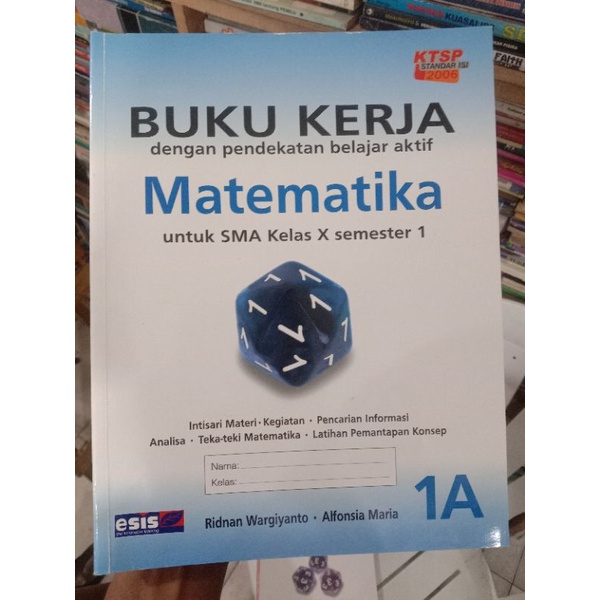 KTSP
STANDAR ISI
2006
BUKU KERJA
dengan pendekatan belajar aktif
Matematika
untuk SMA Kelas X semester 1
Intisari Materi • Kegiatan • Pencarian Informasi
Analisa • Teka-teki Matematika • Latihan Pemantapan Konsep
Nama:
Kelas:
esis
Ridnan Wargiyanto • Alfonsia Maria
1A